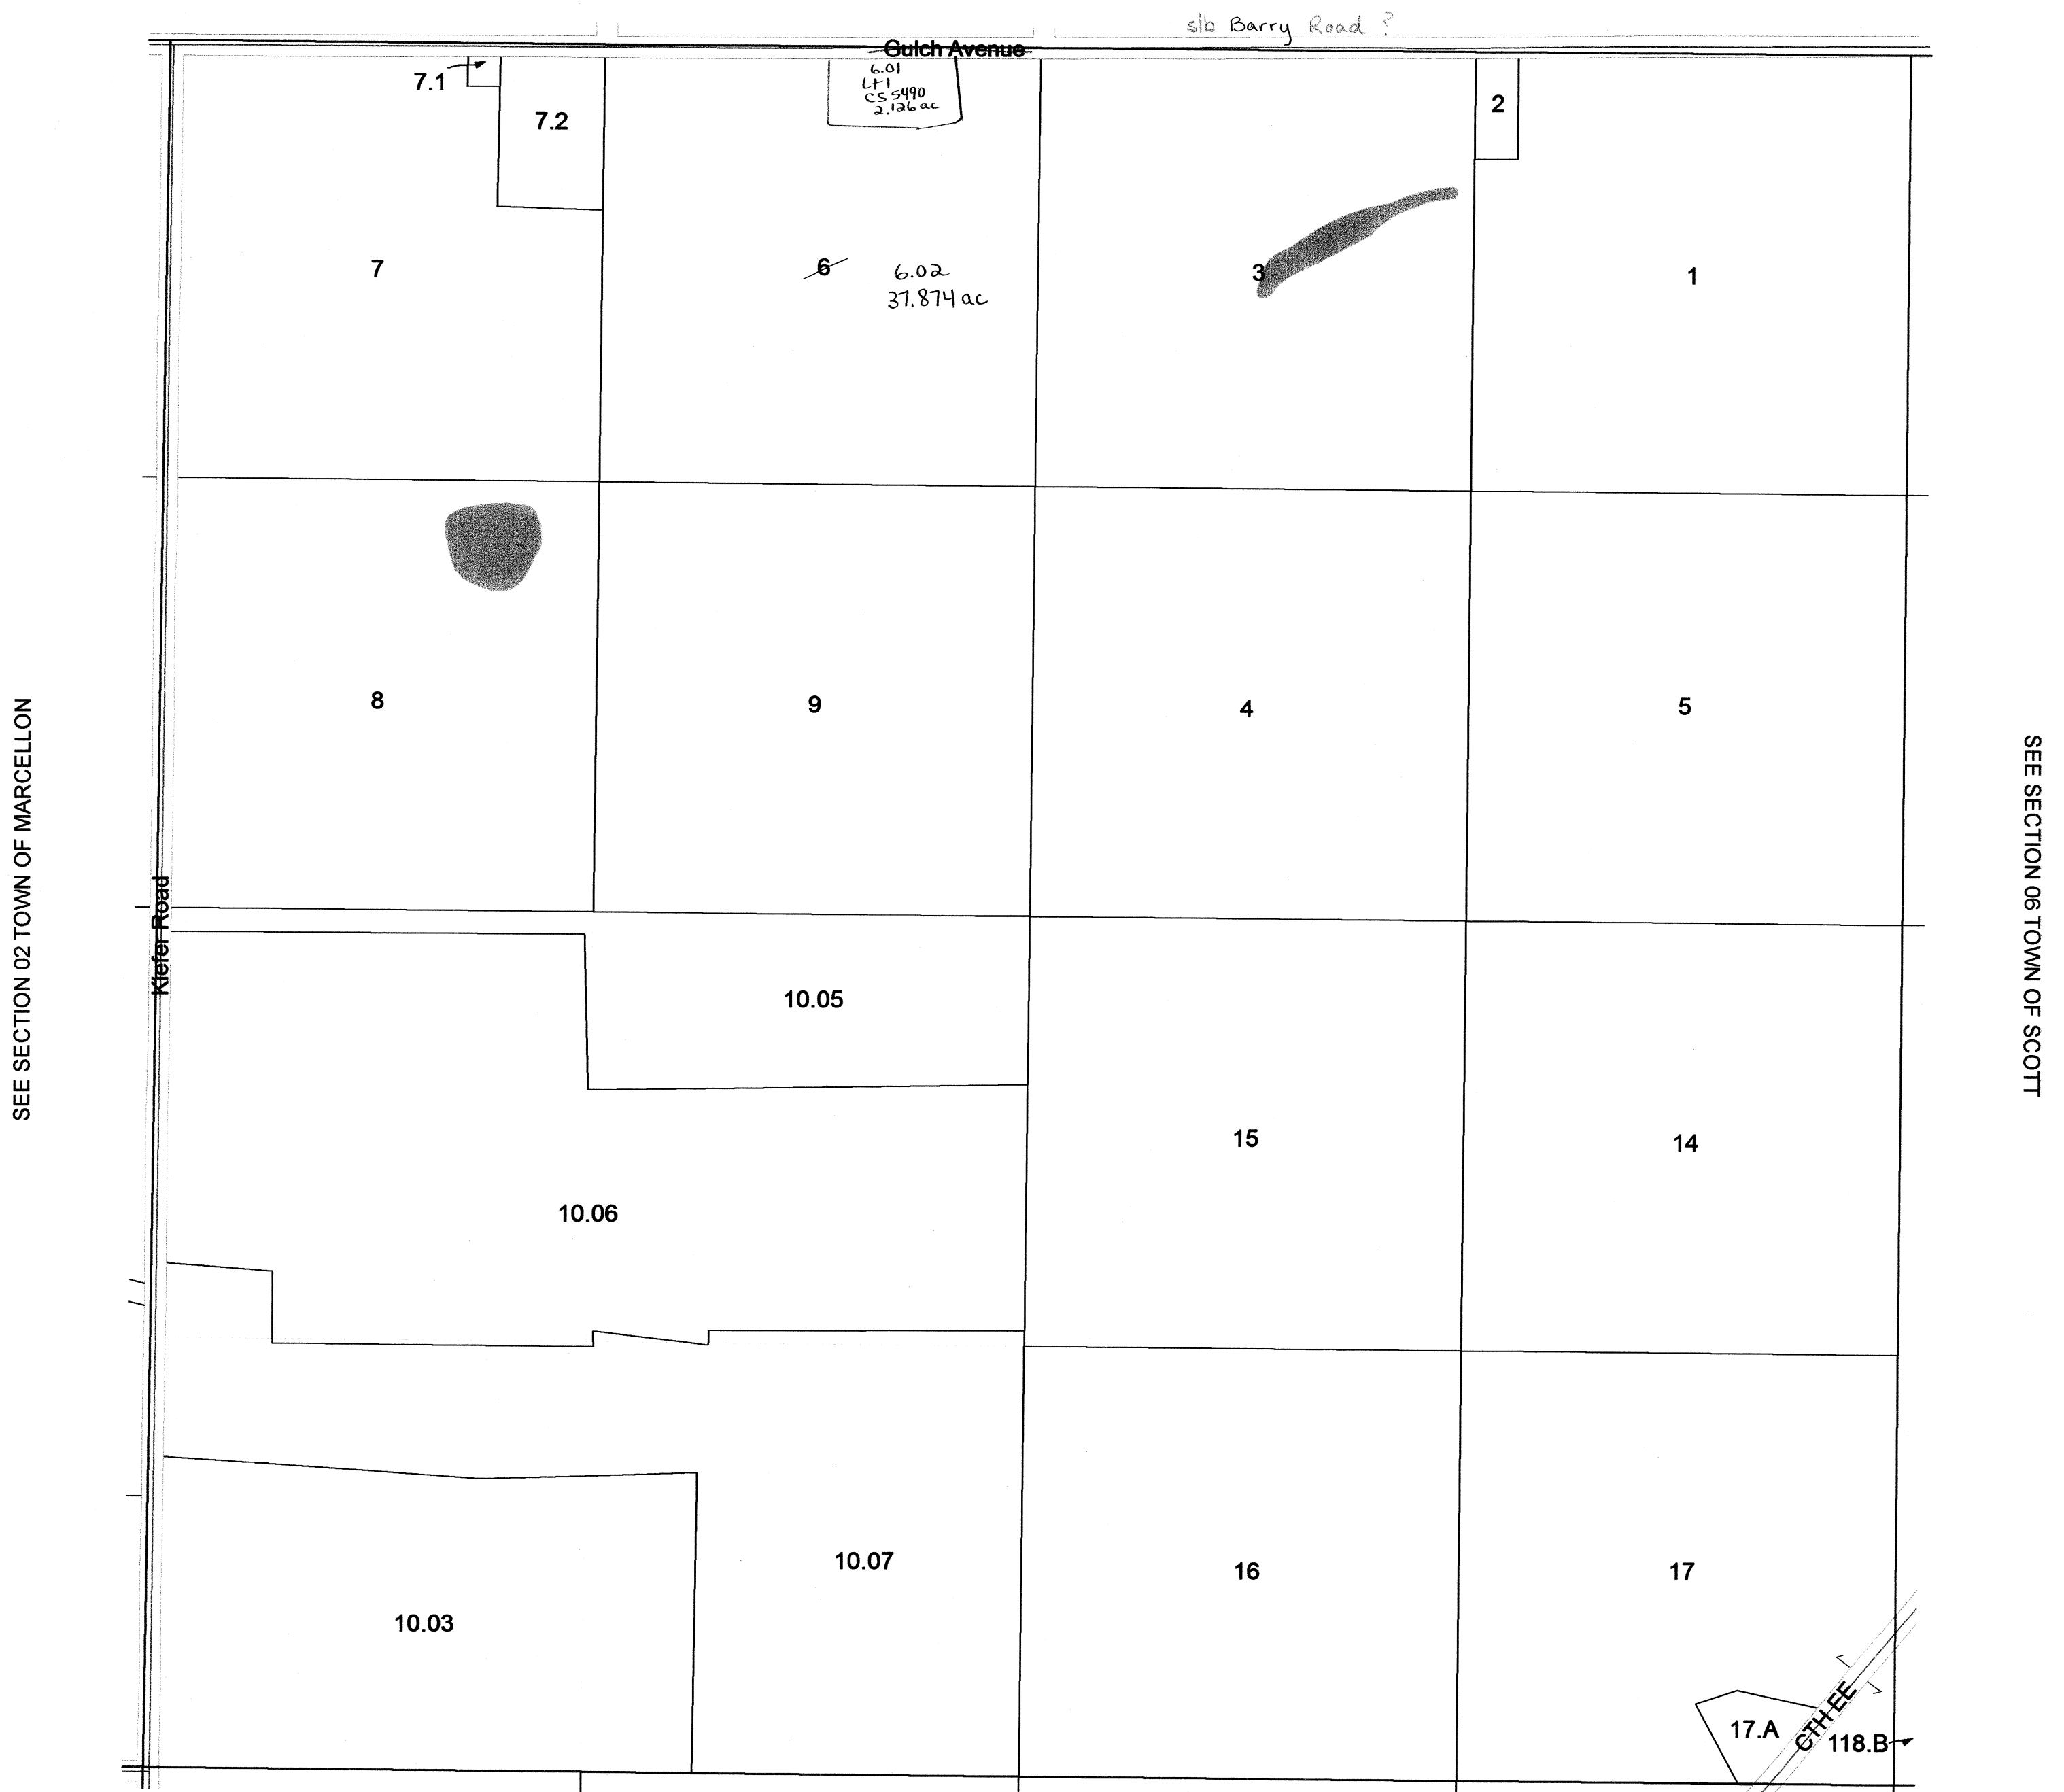 s/b Barry Road ?
Gulch Avenue
7.1
7.2
6.01
Lt 1
CS 5490
2.126 ac
2
7
6
6.02
37.874 ac
3
1
SEE SECTION 02 TOWN OF MARCELLON
Kiefer Road
8
9
4
5
SEE SECTION 06 TOWN OF SCOTT
10.05
15
14
10.06
10.07
16
17
10.03
17.A
CTH EE
118.B